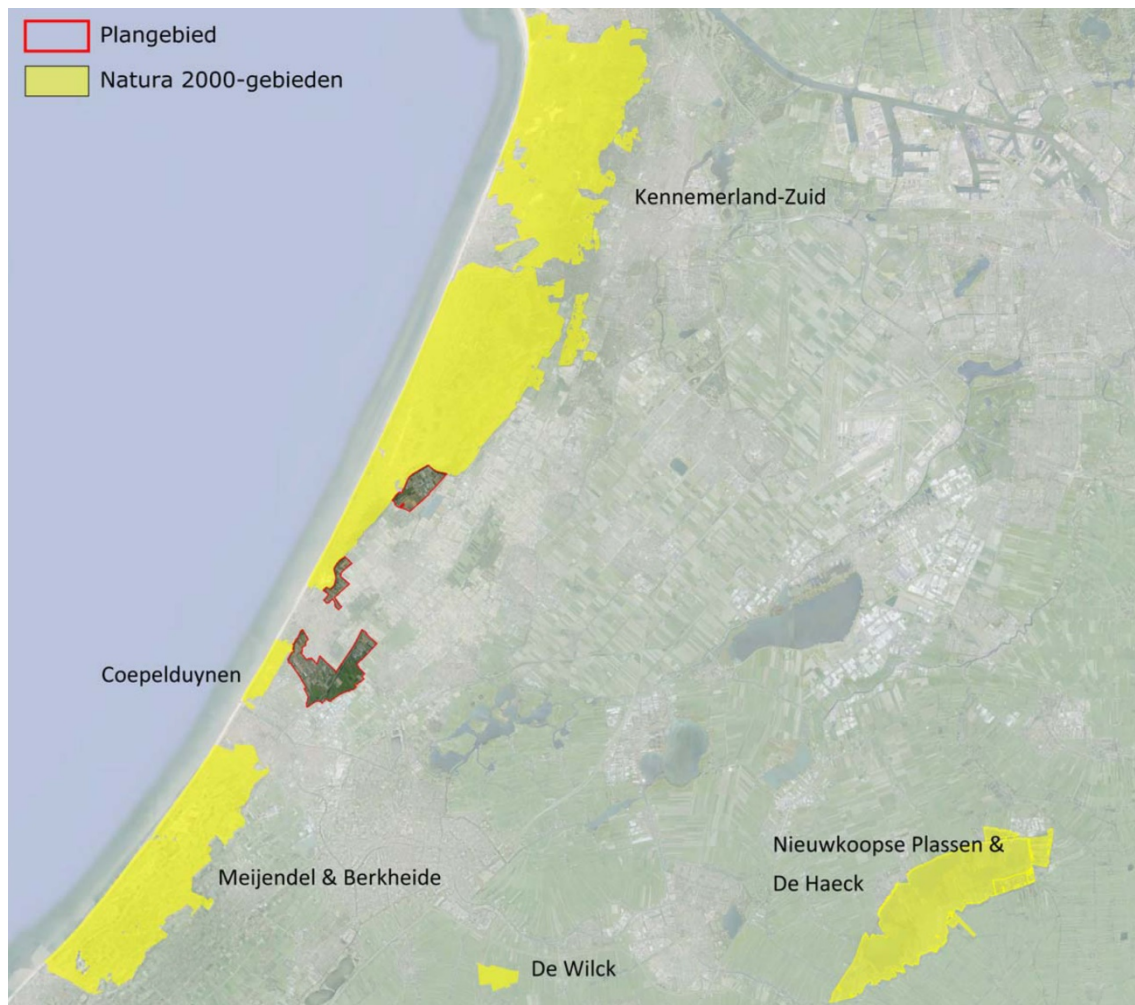 Plangebied
Natura 2000-gebieden
Kennemerland-Zuid
Coepelduynen
Meijendel & Berkheide
Nieuwkoopse Plassen &
De Haeck
De Wilck